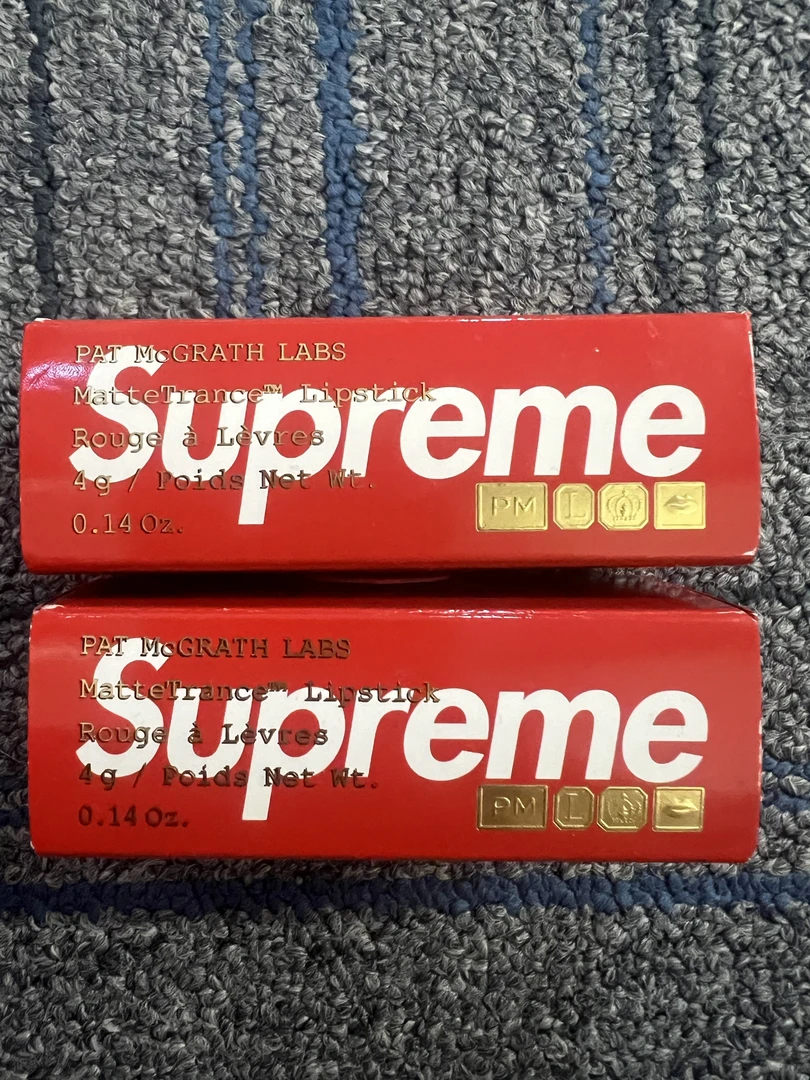 PAT McGRATH LABS
MatteTrance™ Lipstick
Supreme
Rouge à Lèvres
4g / Poids Net Wt.
0.14 Oz.
PM L
PAT McGRATH LABS
MatteTrance™ Lipstick
Supreme
Rouge à Lèvres
4g / Poids Net Wt.
0.14 Oz.
PM L